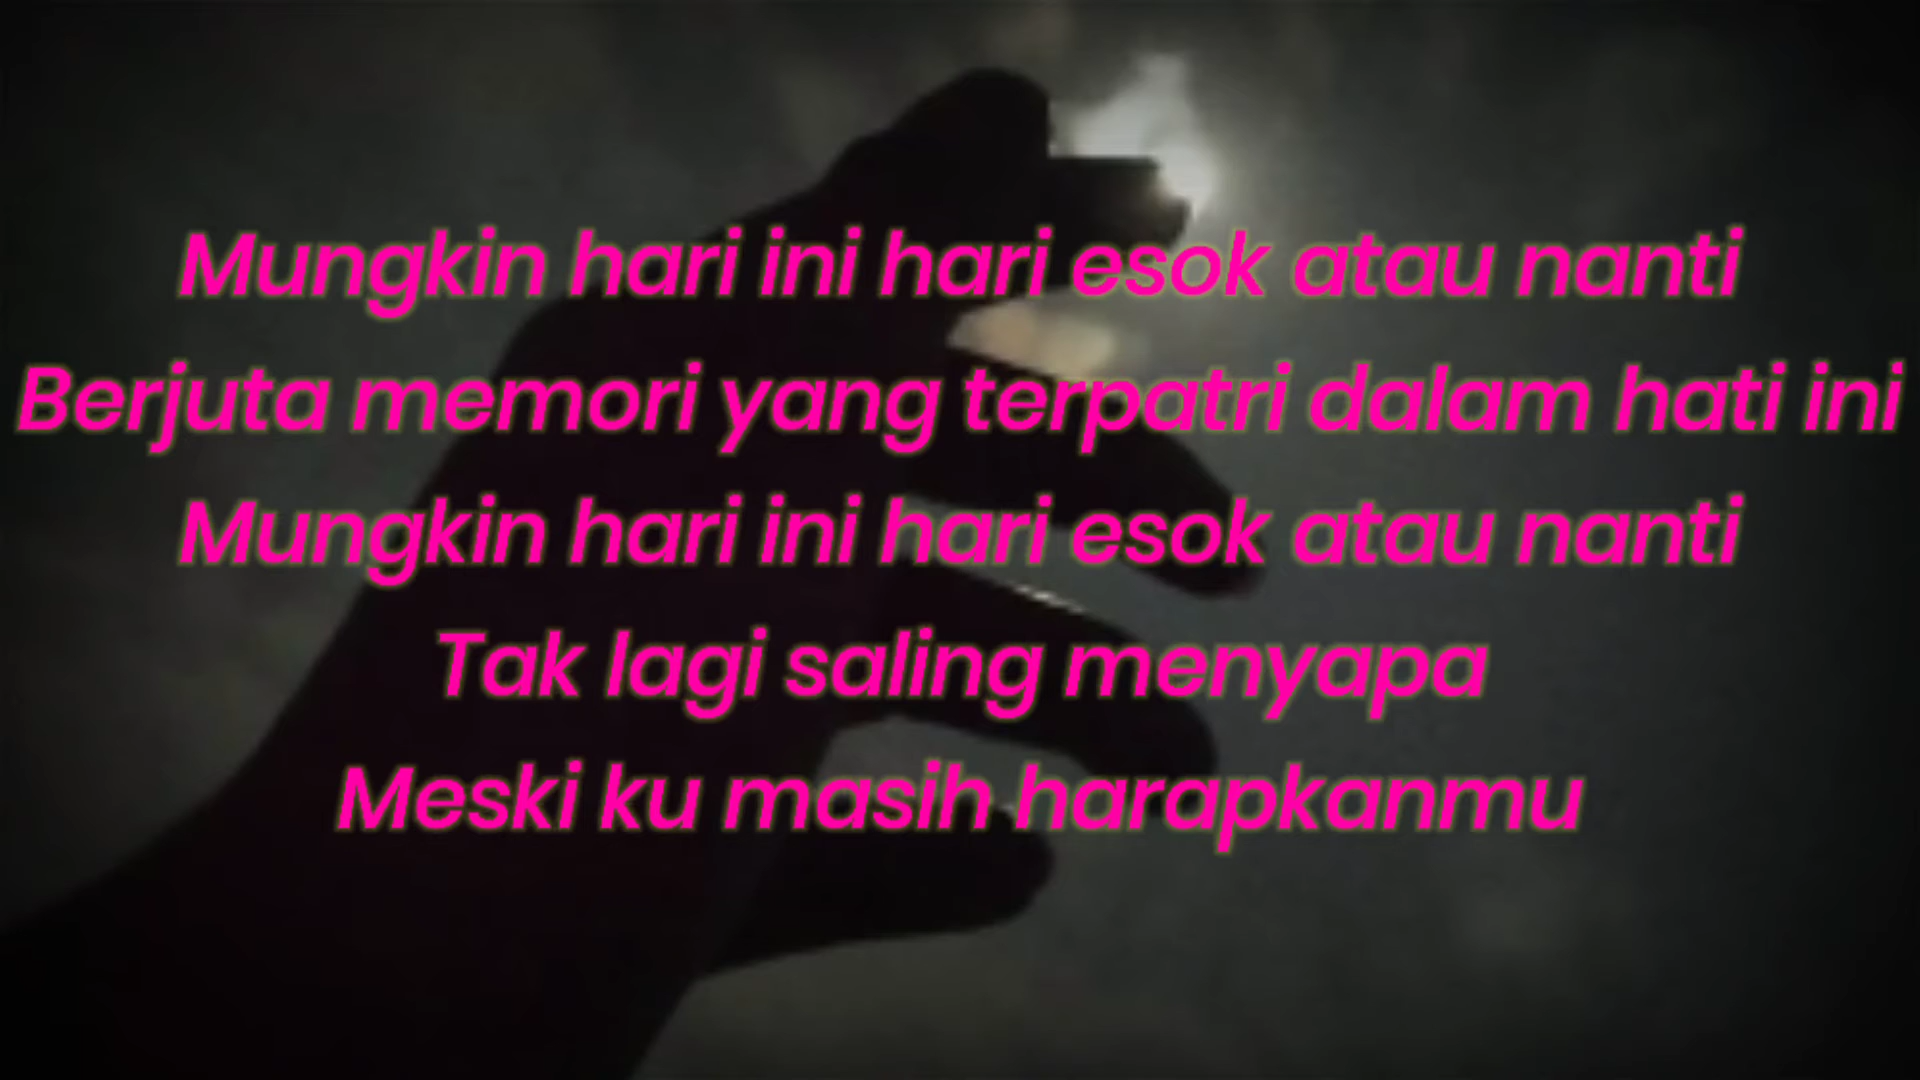 Mungkin hari ini hari esok atau nanti
Berjuta memori yang terpatri dalam hati ini
Mungkin hari ini hari esok atau nanti
Tak lagi saling menyapa
Meski ku masih harapkanmu